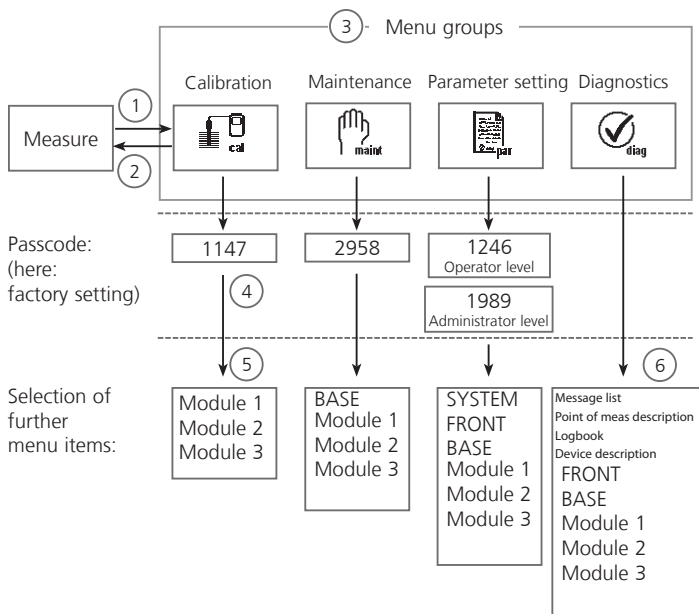 3 Menu groups
Calibration Maintenance Parameter setting Diagnostics
1
Measure
cal maint par diag
2
Passcode:
(here:
factory setting)
1147 2958 1246
Operator level
4
1989
Administrator level
5 6
Selection of
further
menu items:
Module 1
Module 2
Module 3
BASE
Module 1
Module 2
Module 3
SYSTEM
FRONT
BASE
Module 1
Module 2
Module 3
Message list
Point of meas description
Logbook
Device description
FRONT
BASE
Module 1
Module 2
Module 3